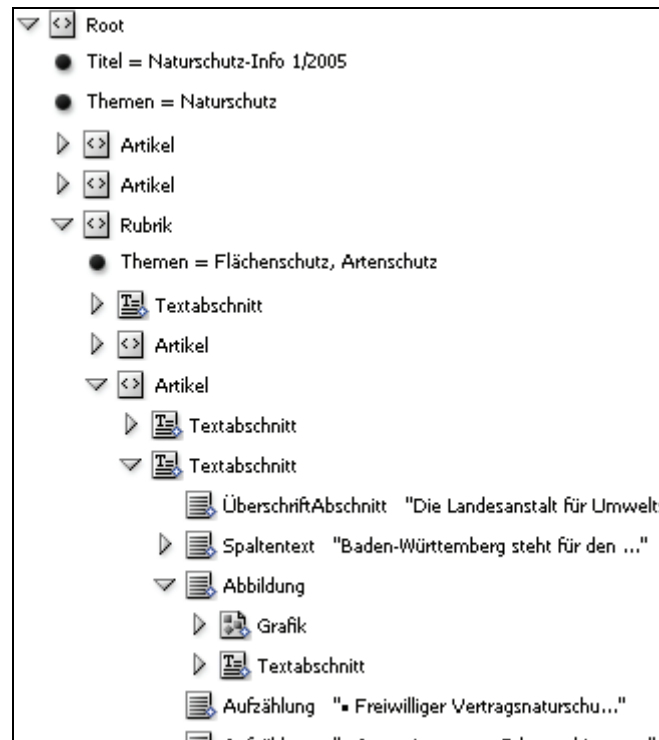 Root
Titel = Naturschutz-Info 1/2005
Themen = Naturschutz
Artikel
Artikel
Rubrik
Themen = Flächenschutz, Artenschutz
Textabschnitt
Artikel
Artikel
Textabschnitt
Textabschnitt
ÜberschriftAbschnitt "Die Landesanstalt für Umwelts
Spaltentext "Baden-Württemberg steht für den ..."
Abbildung
Grafik
Textabschnitt
Aufzählung "▪ Freiwilliger Vertragsnaturschu..."